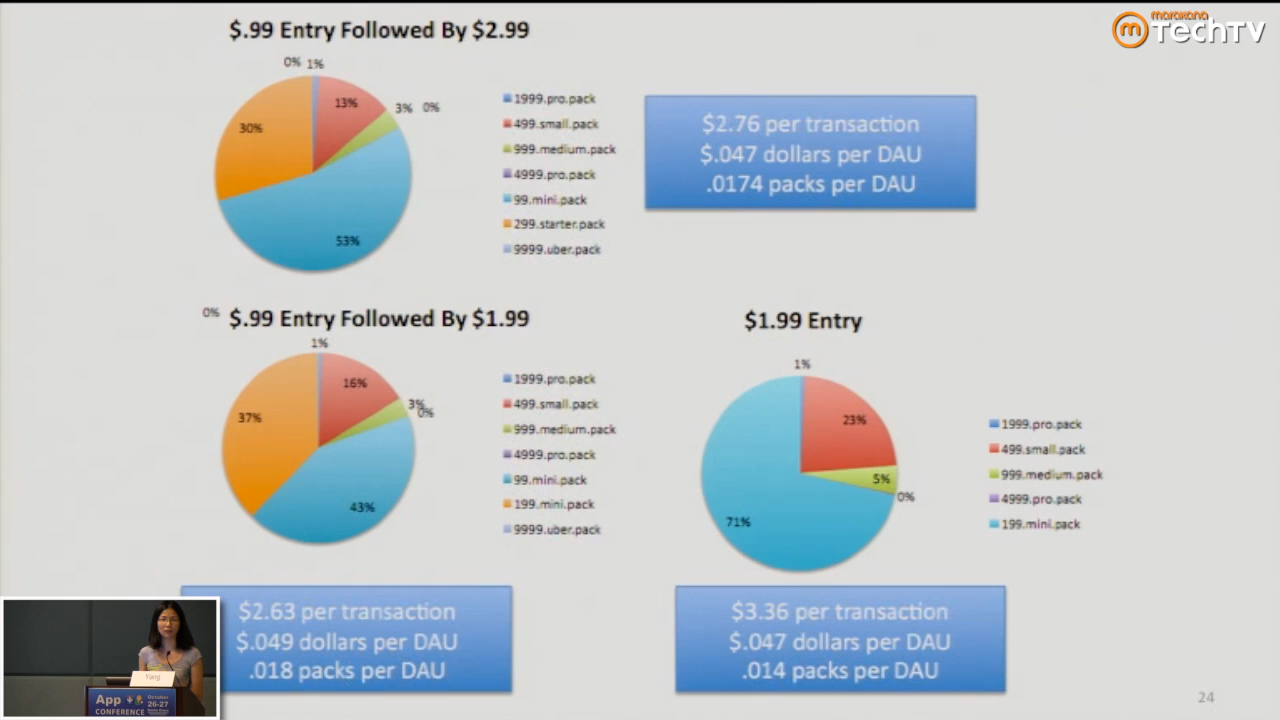 $.99 Entry Followed By $2.99
marakana
TechTV
0% 1%
13%
3% 0%
30%
53%
1999.pro.pack
499.small.pack
999.medium.pack
4999.pro.pack
99.mini.pack
299.starter.pack
9999.uber.pack
$2.76 per transaction
$.047 dollars per DAU
.0174 packs per DAU
0% $.99 Entry Followed By $1.99
1%
16%
3%
0%
37%
43%
1999.pro.pack
499.small.pack
999.medium.pack
4999.pro.pack
99.mini.pack
199.mini.pack
9999.uber.pack
$1.99 Entry
1%
23%
5%
0%
71%
1999.pro.pack
499.small.pack
999.medium.pack
4999.pro.pack
199.mini.pack
$2.63 per transaction
$.049 dollars per DAU
.018 packs per DAU
$3.36 per transaction
$.047 dollars per DAU
.014 packs per DAU
Yang
App
CONFERENCE
October
26-27
24